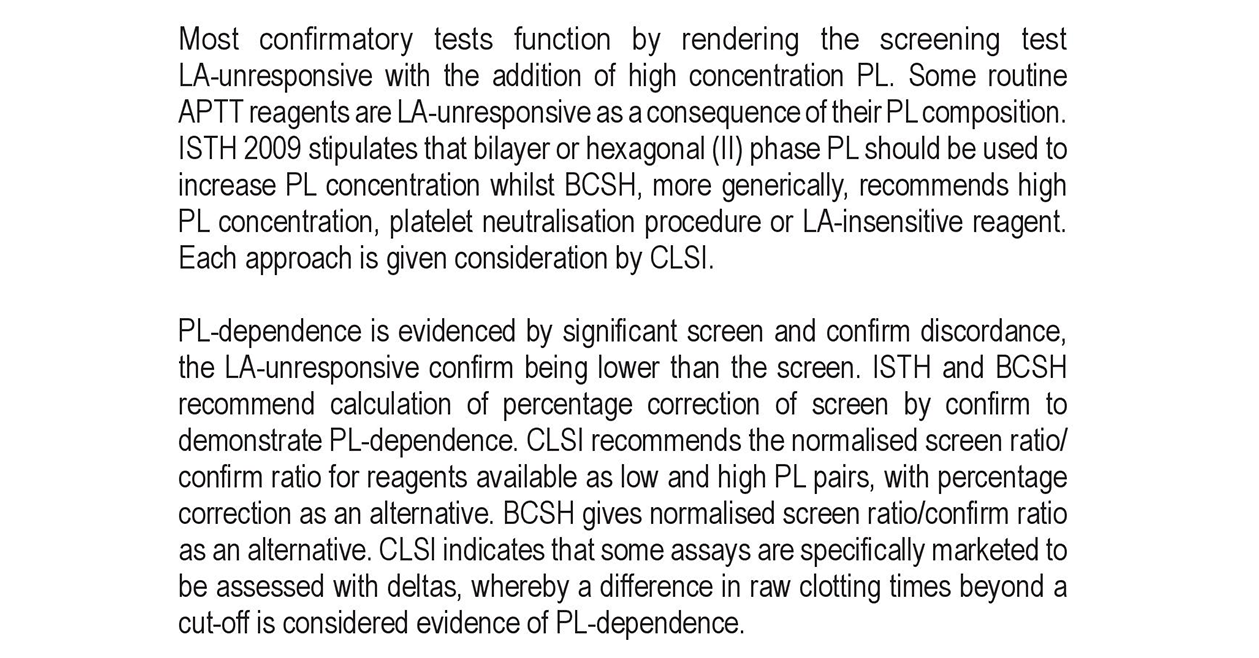 Most confirmatory tests function by rendering the screening test
LA-unresponsive with the addition of high concentration PL. Some routine
APTT reagents are LA-unresponsive as a consequence of their PL composition.
ISTH 2009 stipulates that bilayer or hexagonal (II) phase PL should be used to
increase PL concentration whilst BCSH, more generically, recommends high
PL concentration, platelet neutralisation procedure or LA-insensitive reagent.
Each approach is given consideration by CLSI.

PL-dependence is evidenced by significant screen and confirm discordance,
the LA-unresponsive confirm being lower than the screen. ISTH and BCSH
recommend calculation of percentage correction of screen by confirm to
demonstrate PL-dependence. CLSI recommends the normalised screen ratio/
confirm ratio for reagents available as low and high PL pairs, with percentage
correction as an alternative. BCSH gives normalised screen ratio/confirm ratio
as an alternative. CLSI indicates that some assays are specifically marketed to
be assessed with deltas, whereby a difference in raw clotting times beyond a
cut-off is considered evidence of PL-dependence.